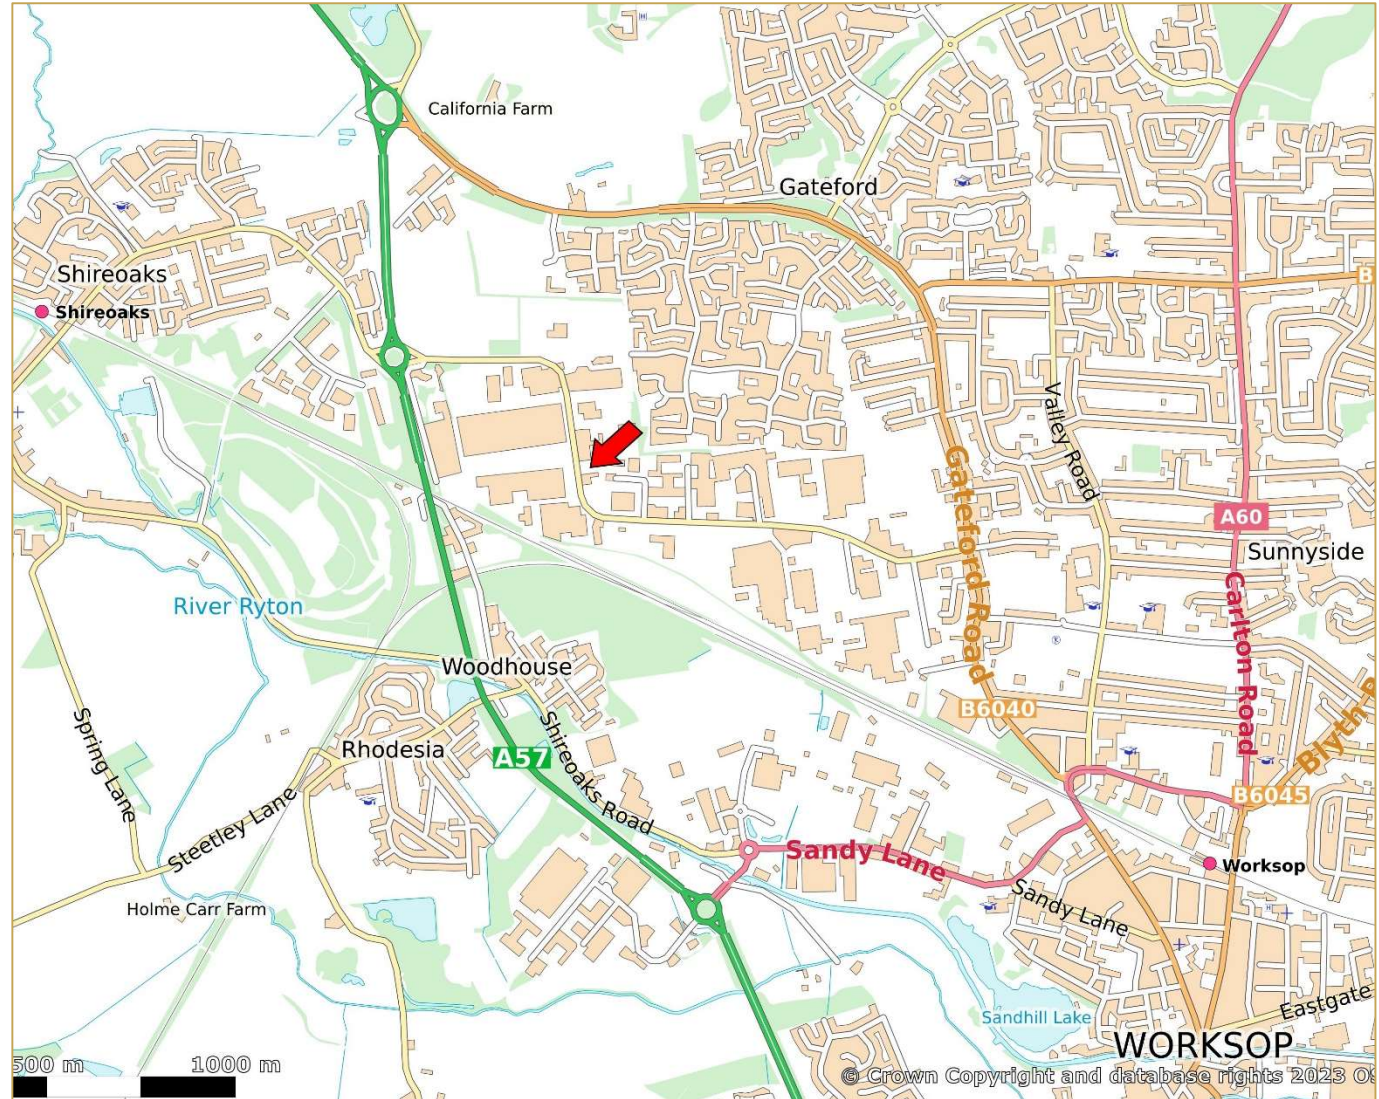 California Farm
Gateford
Shireoaks
Shireoaks
B
Valley Road
Gateford Road
A60
Sunnyside
River Ryton
Carlton Road
Woodhouse
B6040
Spring Lane
Rhodesia
A57
Shireoaks Road
Blyth R
B6045
Steetley Lane
Sandy Lane
Worksop
Sandy Lane
Holme Carr Farm
Eastgate
Sandhill Lake
WORKSOP
500 m 1000 m
© Crown Copyright and database rights 2023 OS